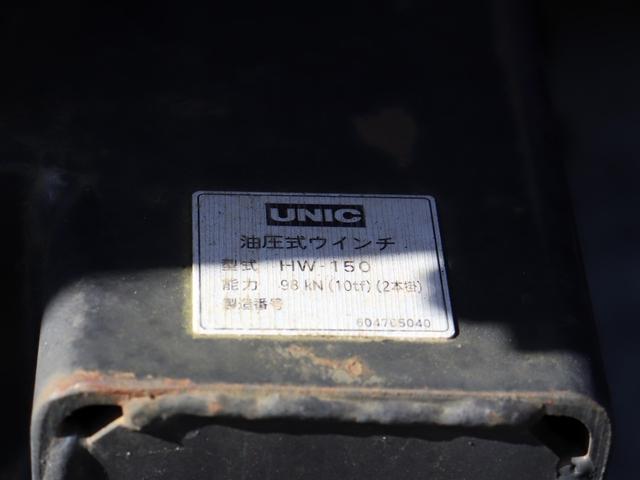 UNIC
油圧式ウインチ
型式 HW-150
能力 98 kN (10tf) (2本掛)
製造番号
604765040